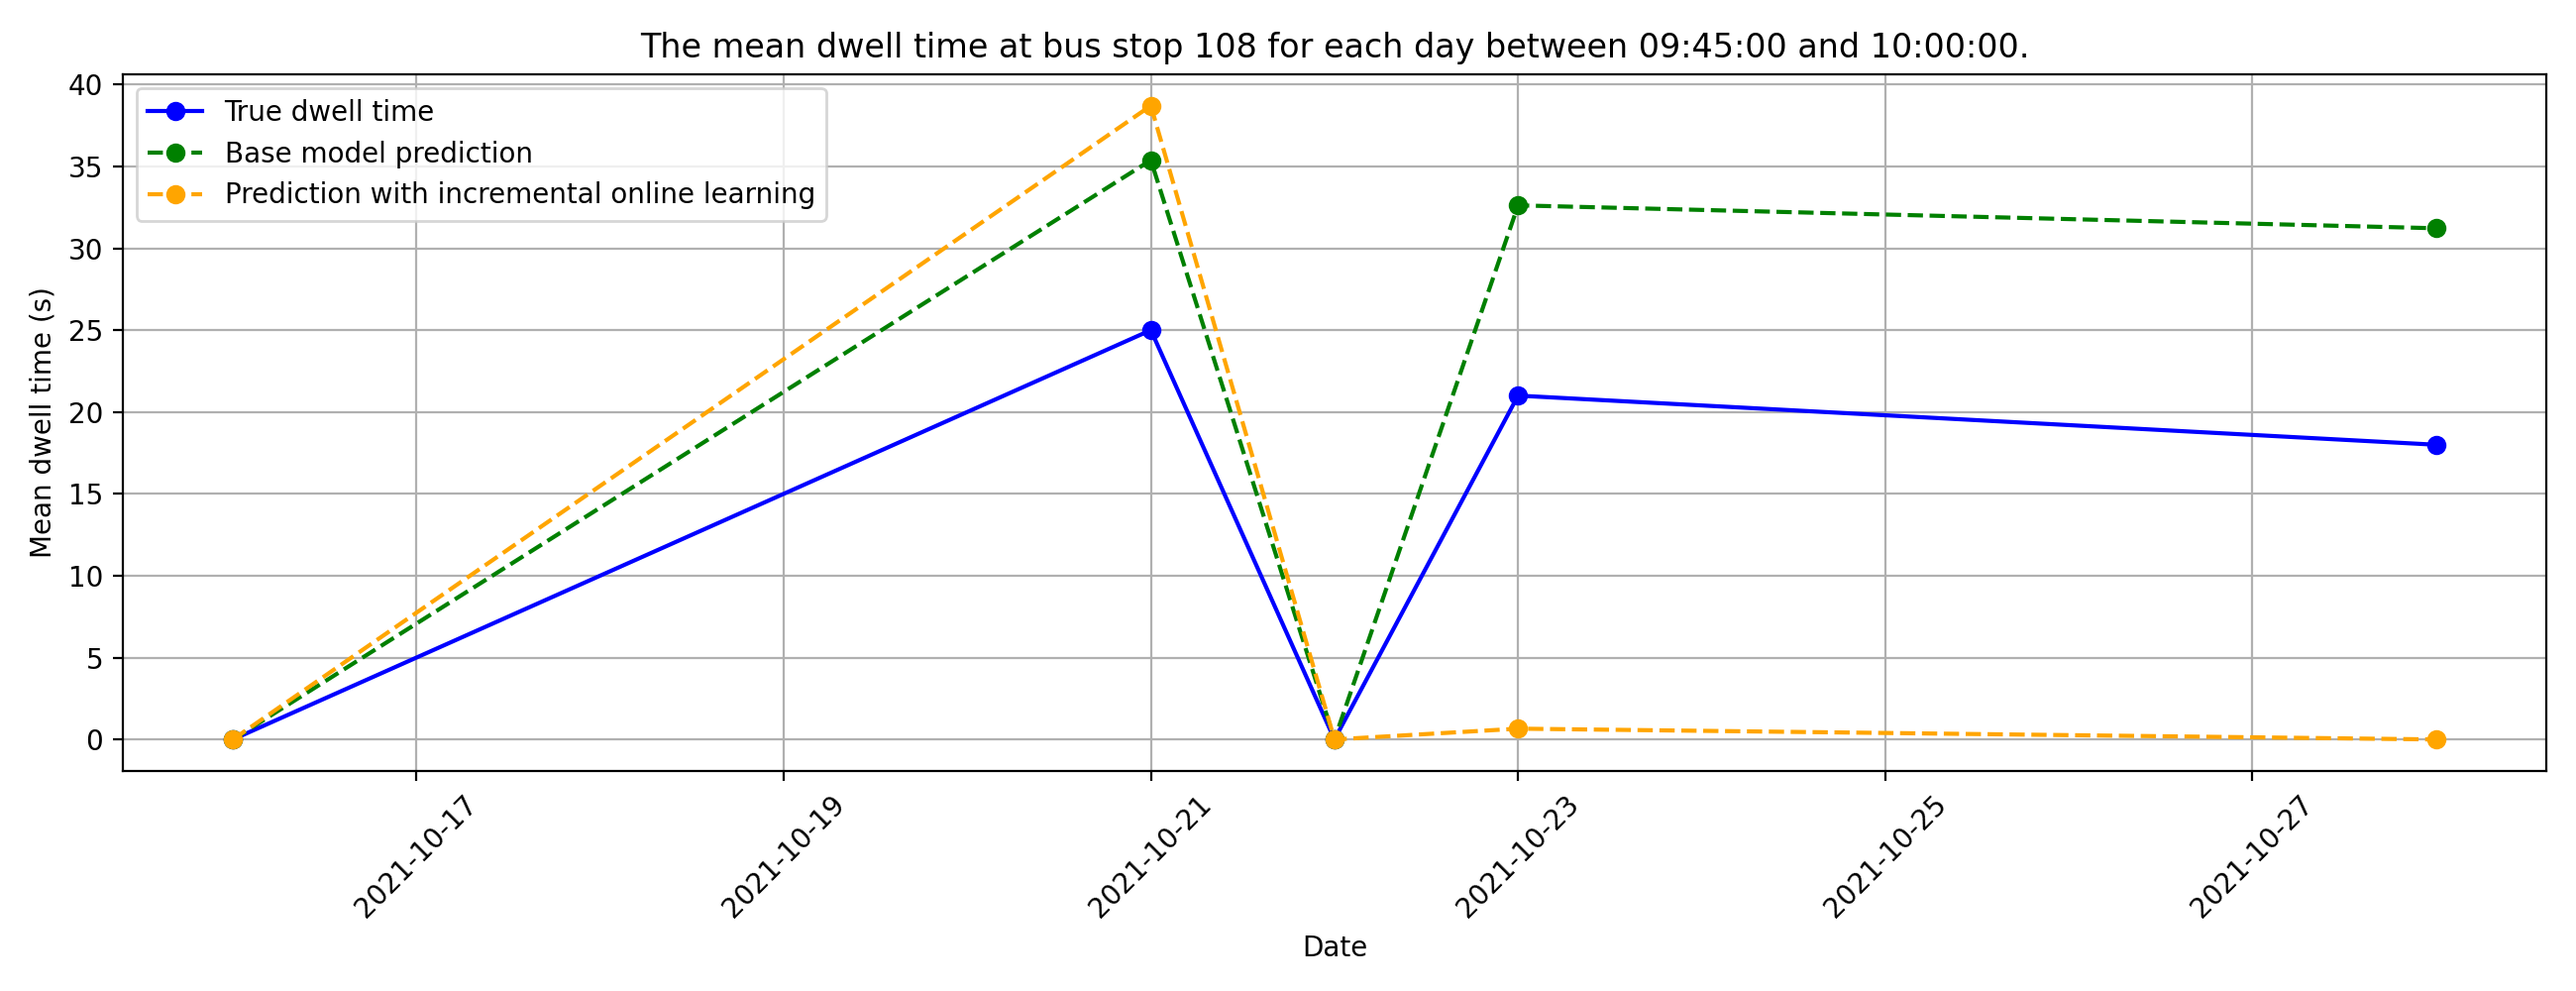 The mean dwell time at bus stop 108 for each day between 09:45:00 and 10:00:00.
True dwell time
Base model prediction
Prediction with incremental online learning
Mean dwell time (s)
40
35
30
25
20
15
10
5
0
2021-10-17
2021-10-19
2021-10-21
2021-10-23
2021-10-25
2021-10-27
Date